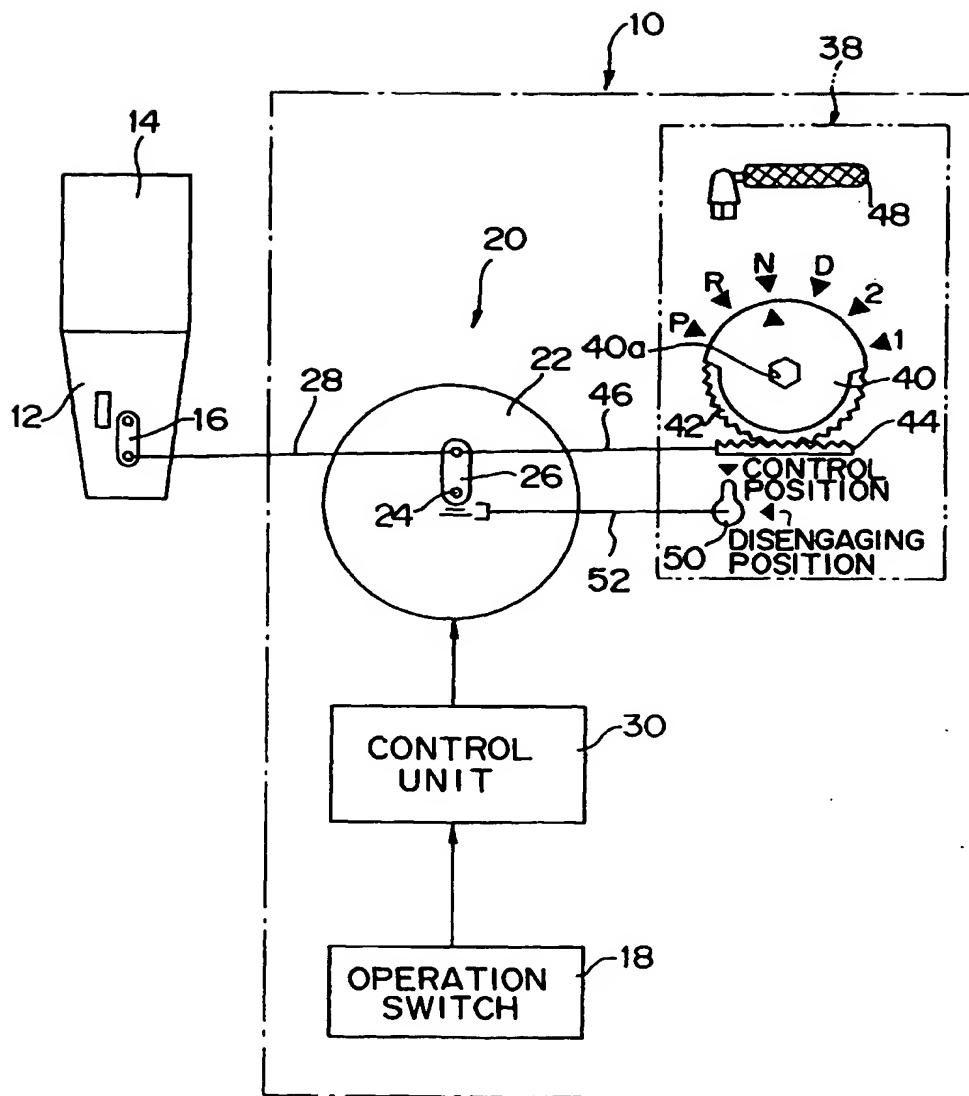 10
38
14
48
20
N
D
R
2
P
1
40a
22
40
12
16
28
46
42
44
26
CONTROL
POSITION
24
50
DISENGAGING
POSITION
52
30
CONTROL
UNIT
18
OPERATION
SWITCH